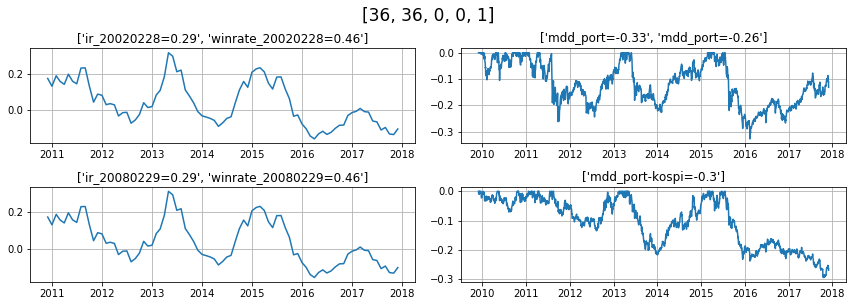 [36, 36, 0, 0, 1]
['ir_20020228=0.29', 'winrate_20020228=0.46']
0.2
0.0
2011 2012 2013 2014 2015 2016 2017 2018
['mdd_port=-0.33', 'mdd_port=-0.26']
0.0
−0.1
−0.2
−0.3
2010 2011 2012 2013 2014 2015 2016 2017 2018
['ir_20080229=0.29', 'winrate_20080229=0.46']
0.2
0.0
2011 2012 2013 2014 2015 2016 2017 2018
['mdd_port-kospi=-0.3']
0.0
−0.1
−0.2
−0.3
2010 2011 2012 2013 2014 2015 2016 2017 2018